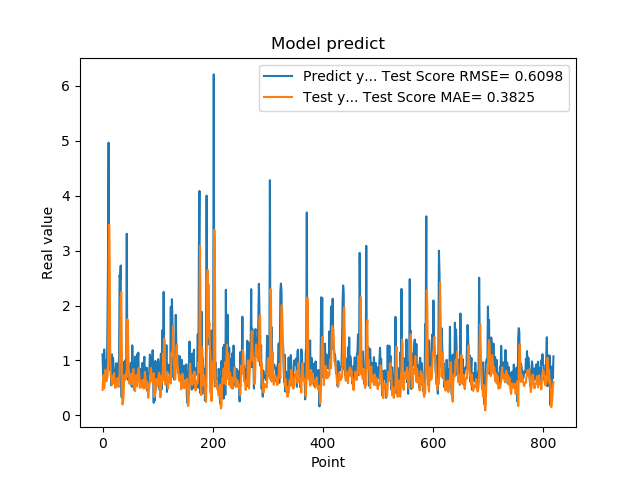 Model predict
Predict y... Test Score RMSE= 0.6098
Test y... Test Score MAE= 0.3825
Real value
6
5
4
3
2
1
0
0 200 400 600 800
Point